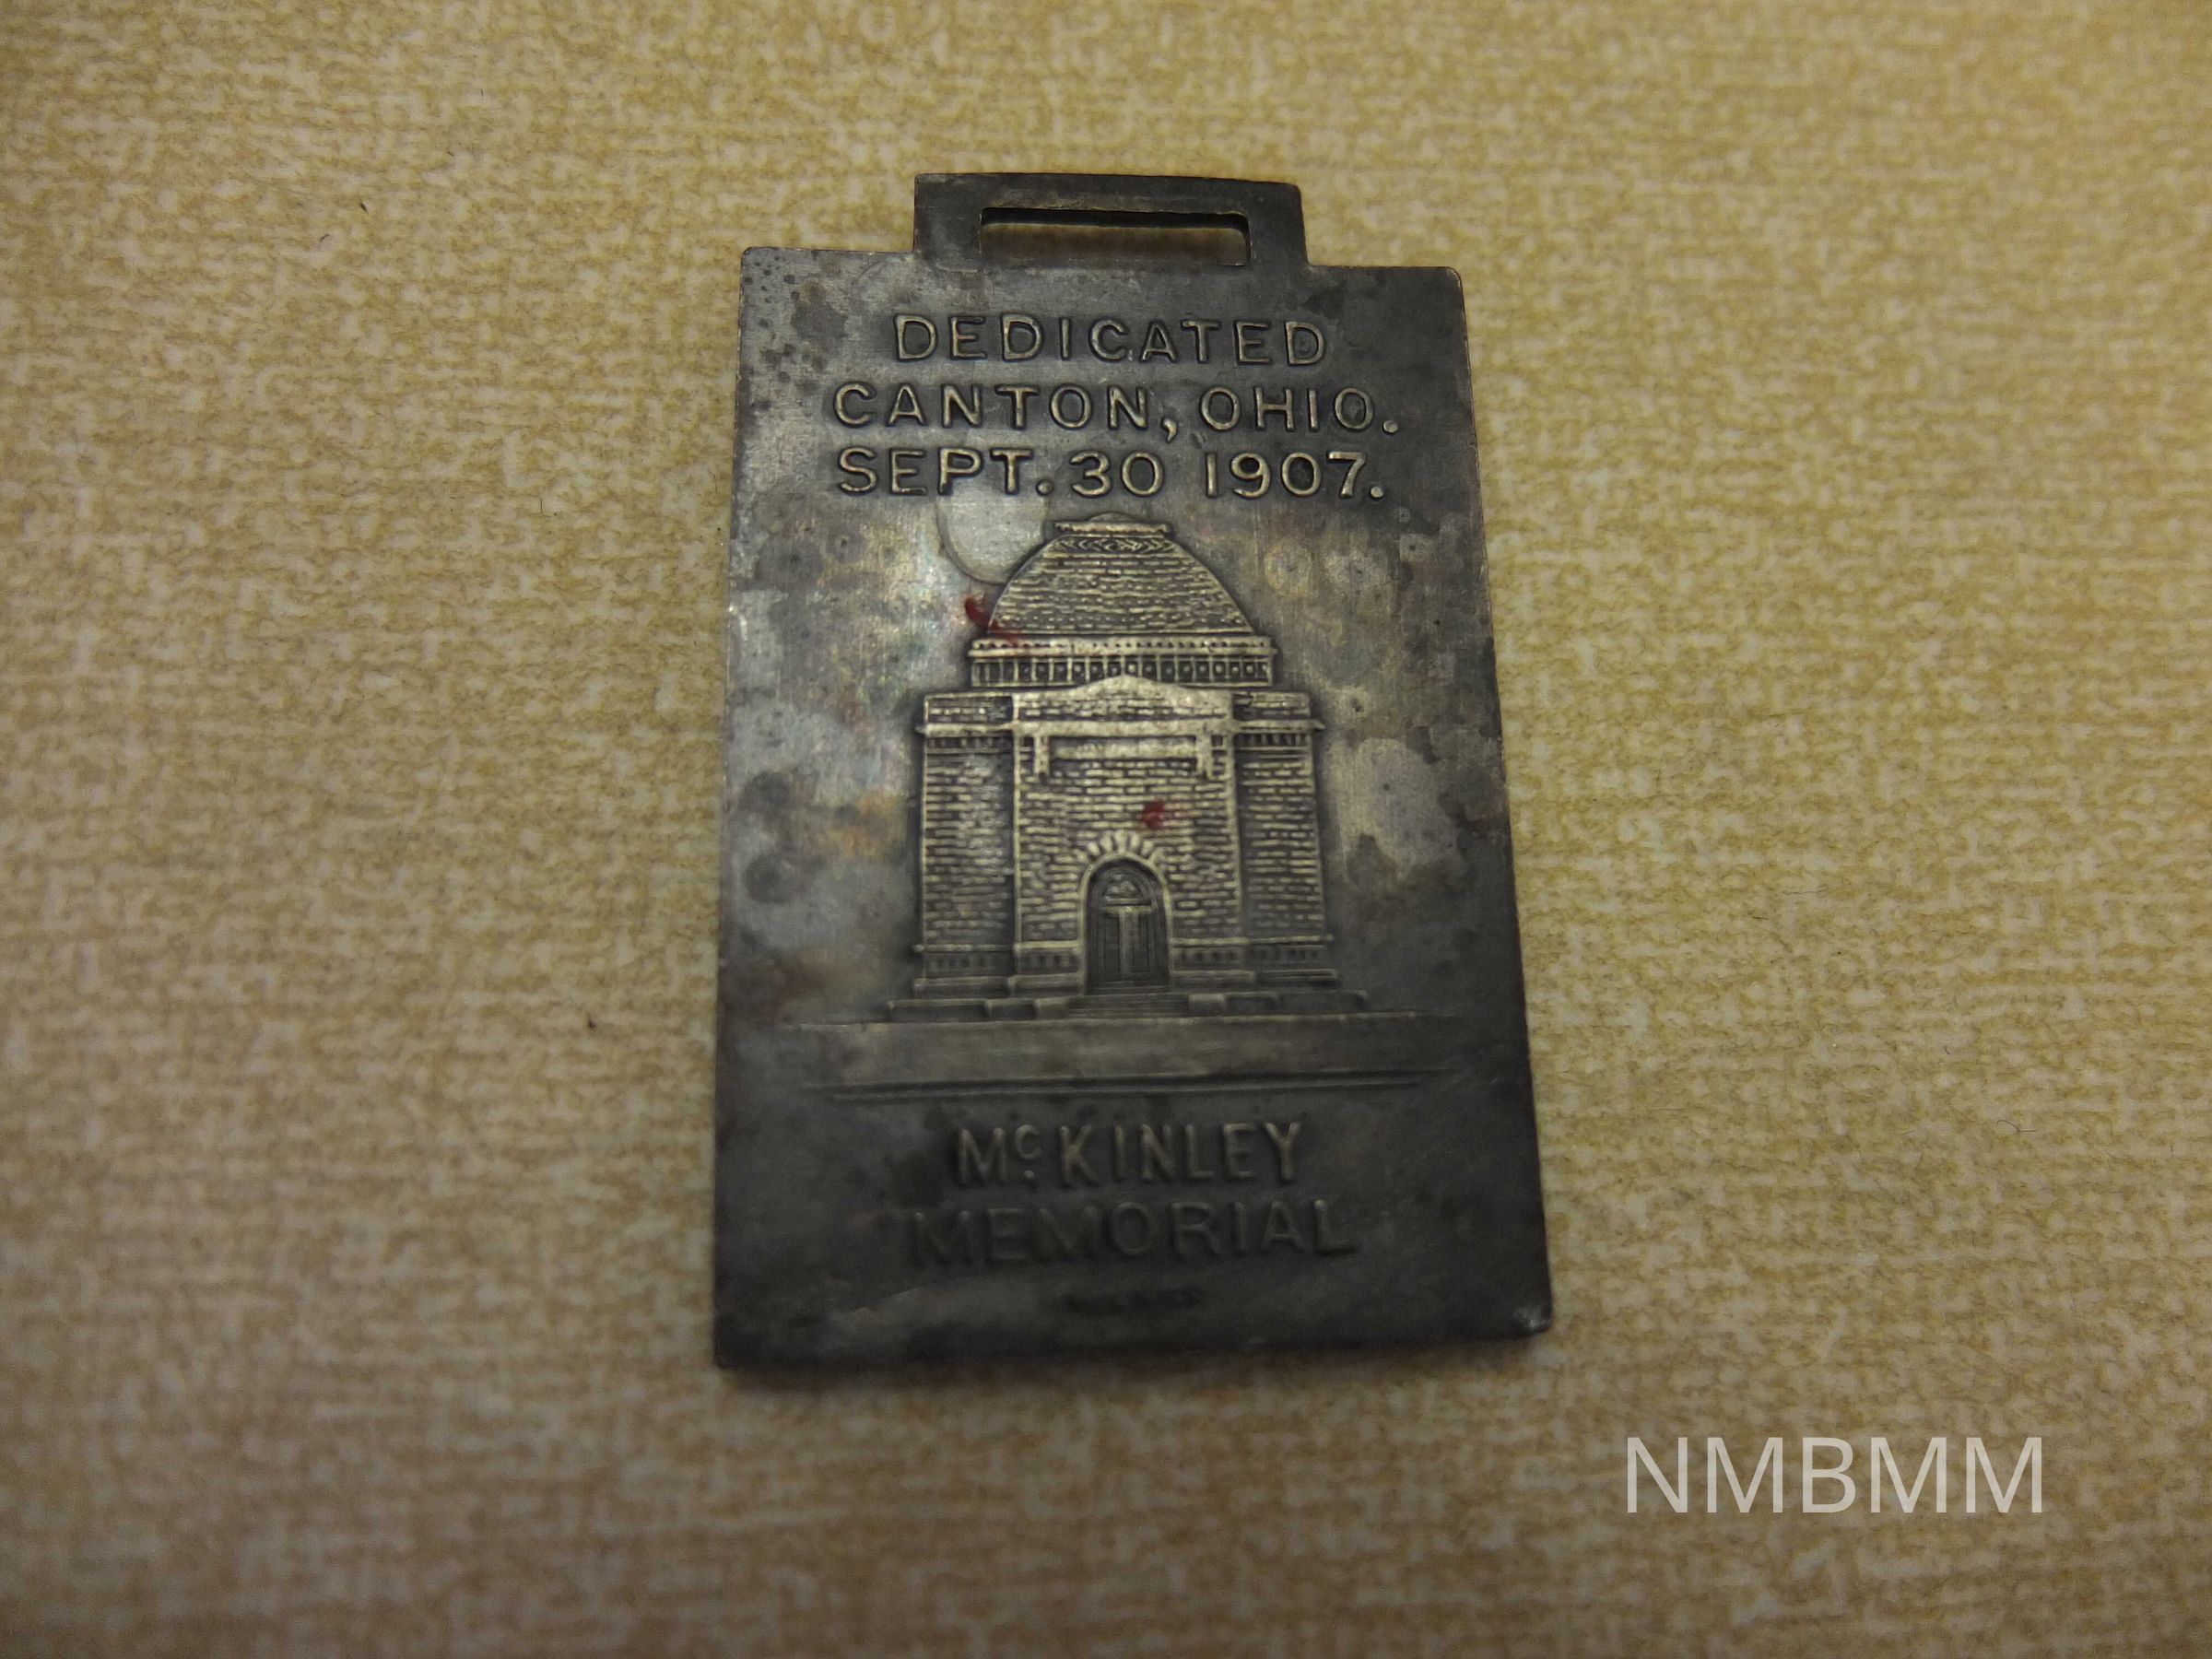 DEDICATED
CANTON, OHIO.
SEPT. 30 1907.
McKINLEY
MEMORIAL
NMBMM